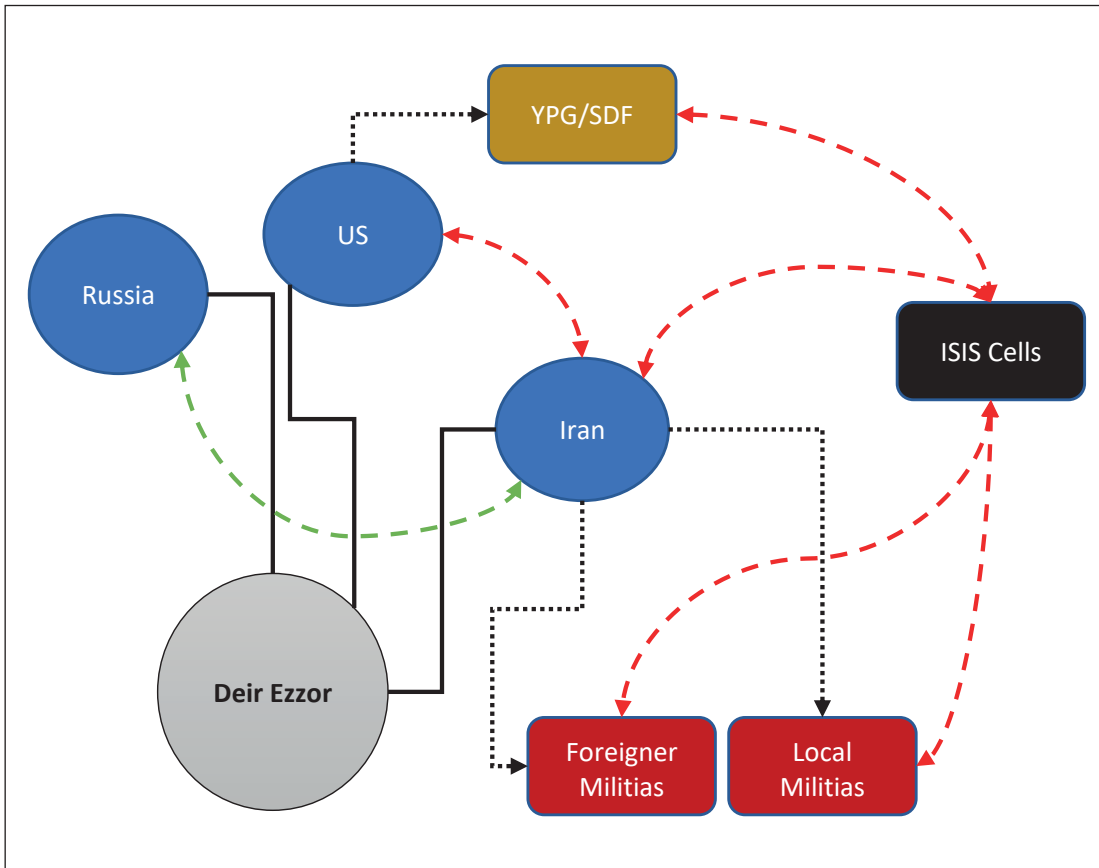 YPG/SDF
US
Russia
ISIS Cells
Iran
Deir Ezzor
Foreigner
Militias
Local
Militias